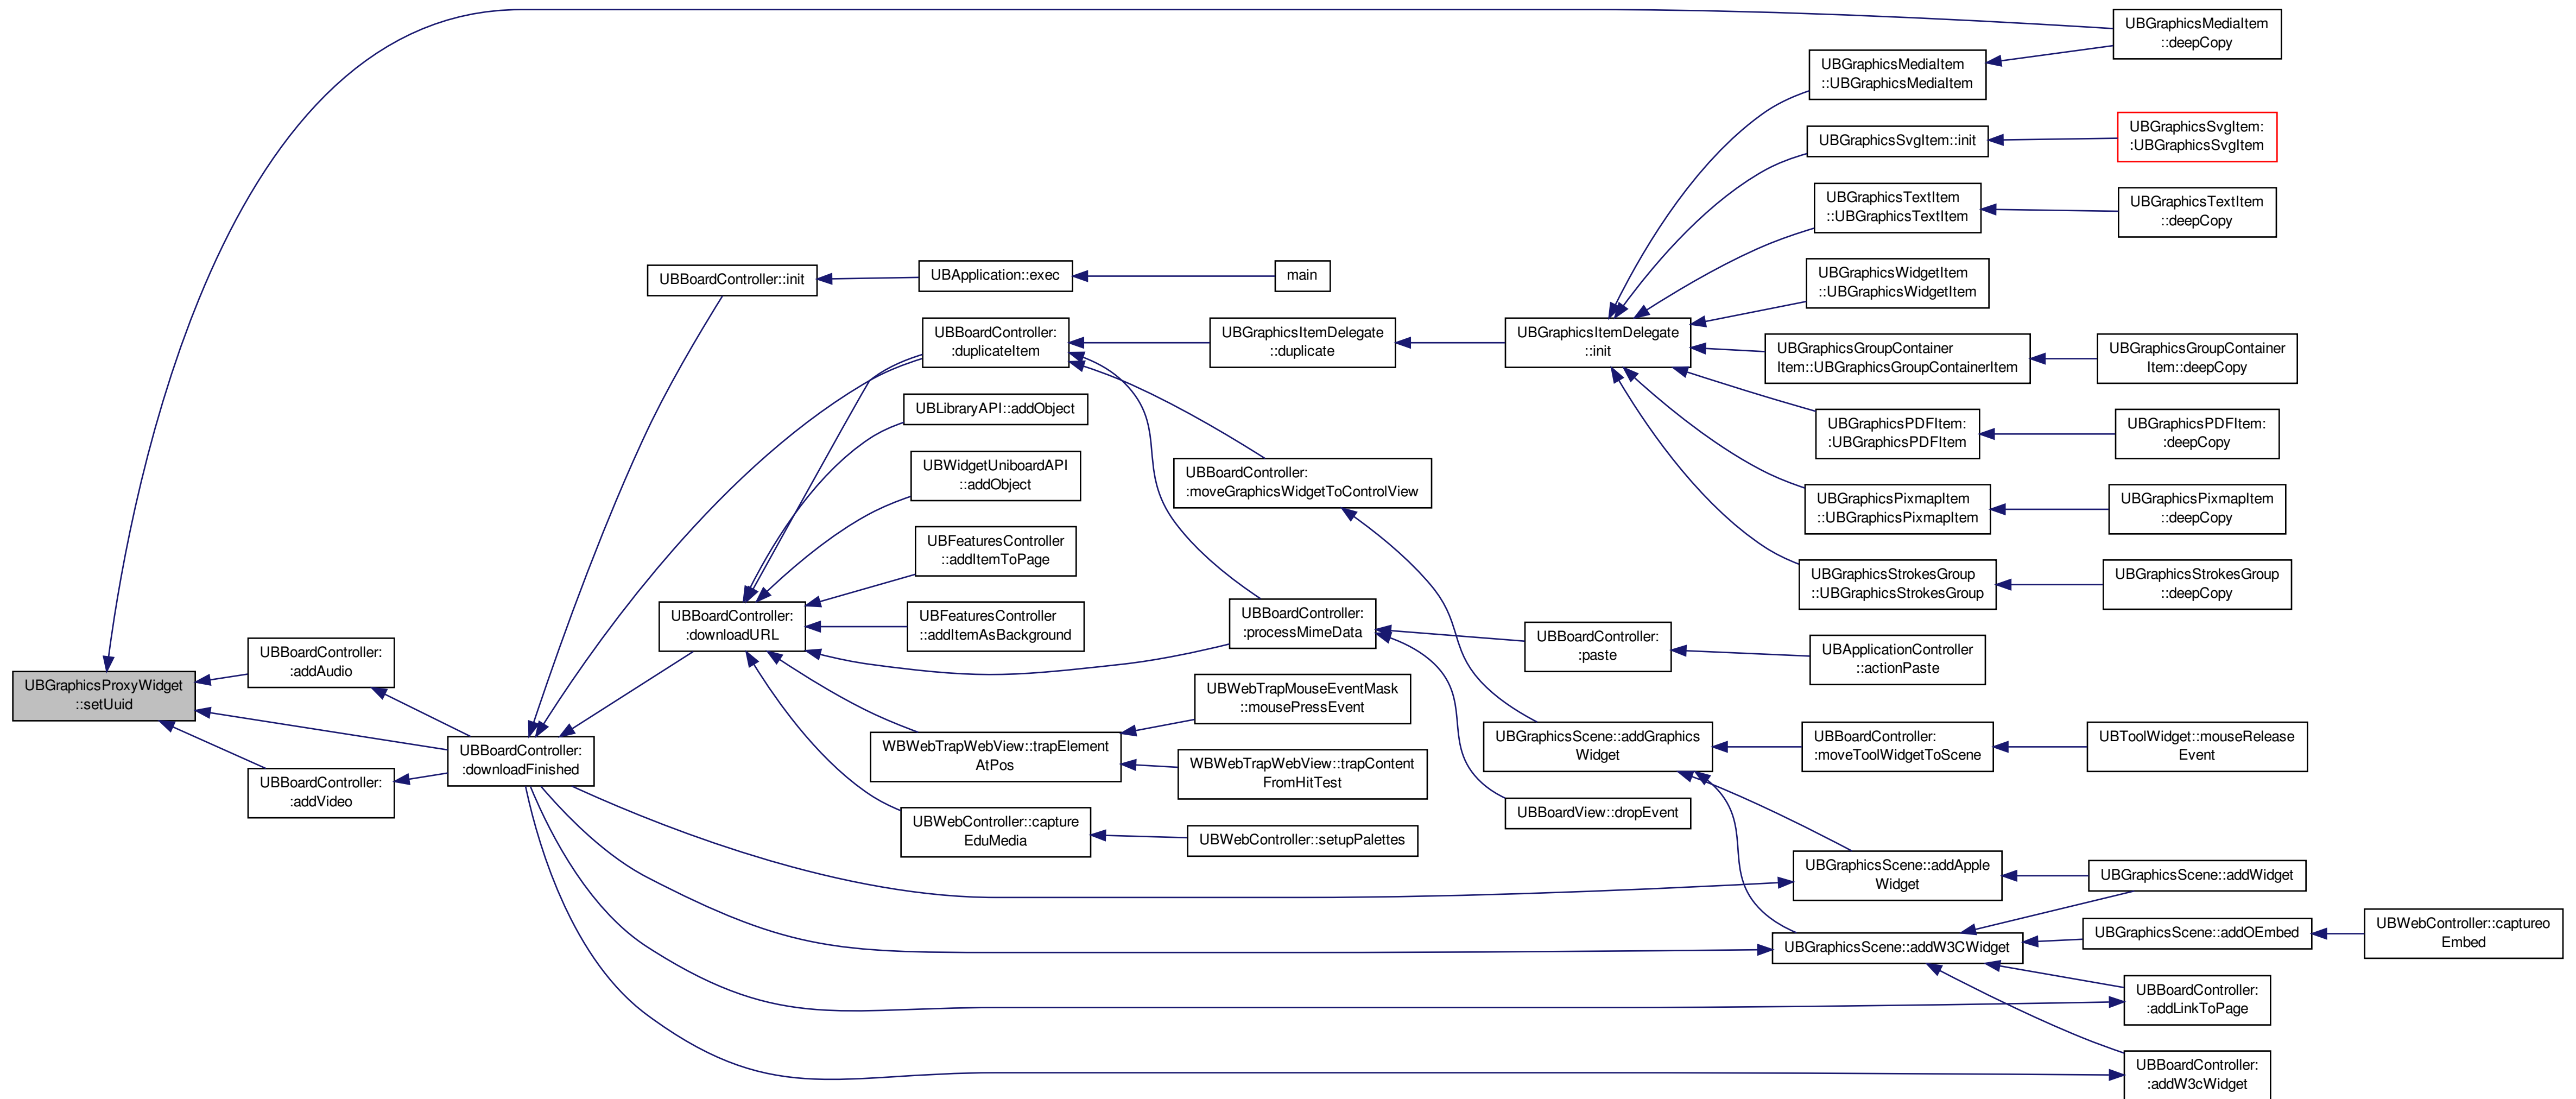 UBGraphicsMediaItem
::deepCopy
UBGraphicsMediaItem
::UBGraphicsMediaItem
UBGraphicsSvgItem::init
UBGraphicsSvgItem:
:UBGraphicsSvgItem
UBGraphicsTextItem
::UBGraphicsTextItem
UBGraphicsTextItem
::deepCopy
UBBoardController::init
UBApplication::exec
main
UBGraphicsWidgetItem
::UBGraphicsWidgetItem
UBBoardController:
:duplicateItem
UBGraphicsItemDelegate
::duplicate
UBGraphicsItemDelegate
::init
UBGraphicsGroupContainer
Item::UBGraphicsGroupContainerItem
UBGraphicsGroupContainer
Item::deepCopy
UBLibraryAPI::addObject
UBGraphicsPDFItem:
:UBGraphicsPDFItem
UBGraphicsPDFItem:
:deepCopy
UBWidgetUniboardAPI
::addObject
UBBoardController:
:moveGraphicsWidgetToControlView
UBGraphicsPixmapItem
::UBGraphicsPixmapItem
UBGraphicsPixmapItem
::deepCopy
UBFeaturesController
::addItemToPage
UBGraphicsStrokesGroup
::UBGraphicsStrokesGroup
UBGraphicsStrokesGroup
::deepCopy
UBBoardController:
:downloadURL
UBFeaturesController
::addItemAsBackground
UBBoardController:
:processMimeData
UBBoardController:
:paste
UBApplicationController
::actionPaste
UBGraphicsProxyWidget
::setUuid
UBBoardController:
:addAudio
UBWebTrapMouseEventMask
::mousePressEvent
UBBoardController:
:downloadFinished
WBWebTrapWebView::trapElement
AtPos
WBWebTrapWebView::trapContent
FromHitTest
UBGraphicsScene::addGraphics
Widget
UBBoardController:
:moveToolWidgetToScene
UBToolWidget::mouseRelease
Event
UBBoardController:
:addVideo
UBWebController::capture
EduMedia
UBWebController::setupPalettes
UBBoardView::dropEvent
UBGraphicsScene::addApple
Widget
UBGraphicsScene::addWidget
UBGraphicsScene::addW3CWidget
UBGraphicsScene::addOEmbed
UBWebController::captureo
Embed
UBBoardController:
:addLinkToPage
UBBoardController:
:addW3cWidget